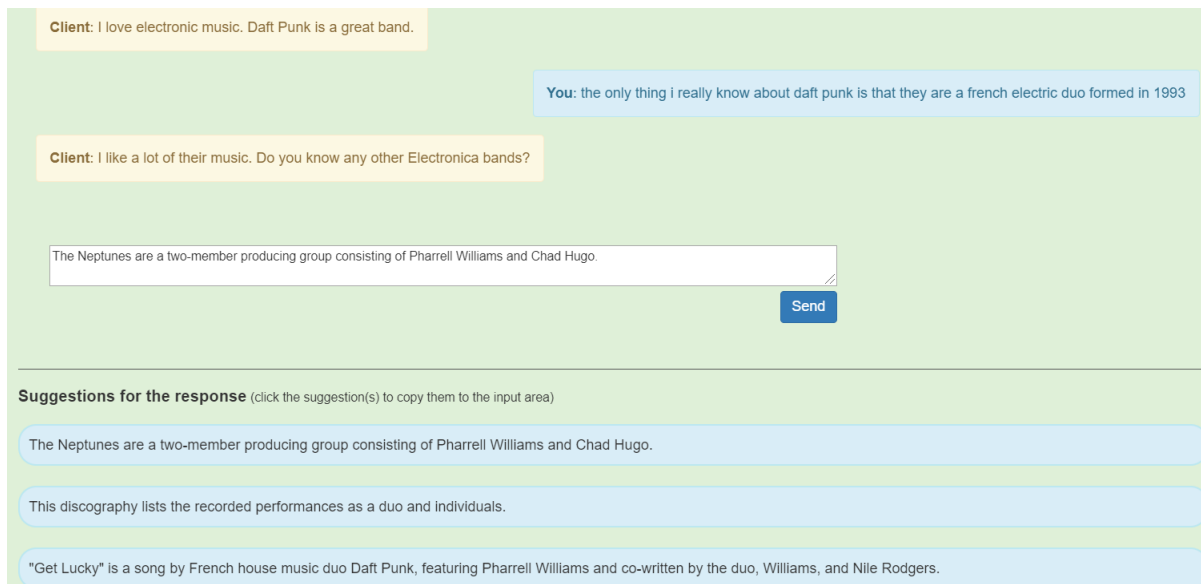 Client: I love electronic music. Daft Punk is a great band.
You: the only thing i really know about daft punk is that they are a french electric duo formed in 1993
Client: I like a lot of their music. Do you know any other Electronica bands?
The Neptunes are a two-member producing group consisting of Pharrell Williams and Chad Hugo.
Send
Suggestions for the response (click the suggestion(s) to copy them to the input area)
The Neptunes are a two-member producing group consisting of Pharrell Williams and Chad Hugo.
This discography lists the recorded performances as a duo and individuals.
"Get Lucky" is a song by French house music duo Daft Punk, featuring Pharrell Williams and co-written by the duo, Williams, and Nile Rodgers.